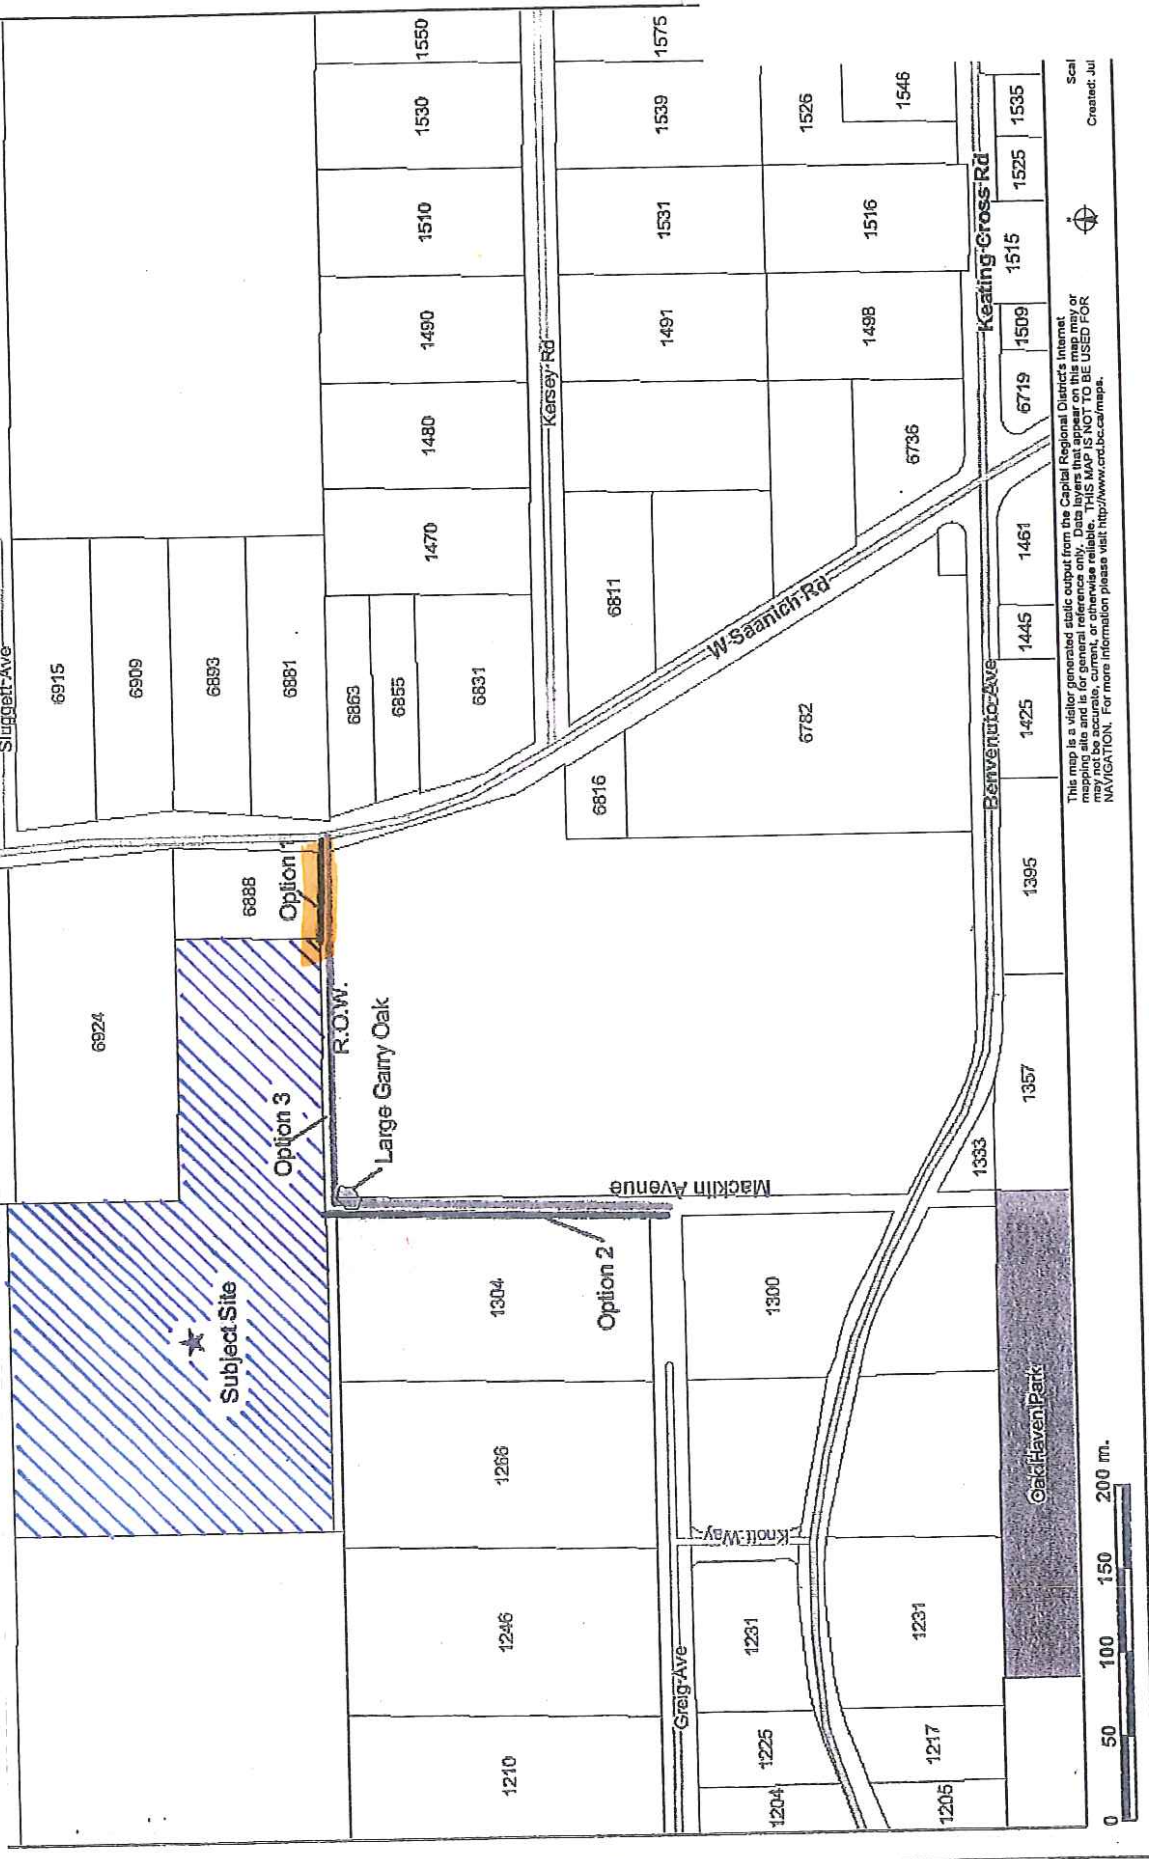 Sluggett-Ave
6915
6909
6893
6881
6863
6855
6831
1470
1480
1490
1510
1530
1550
Kersey-Rd
1575
1539
1531
1491
6811
1526
1546
1516
1498
6736
W-Saanich-Rd
6816
6782
6924
6888
Option 1
Option 3
R.O.W.
Large Garry Oak
Subject Site
Macklin Avenue
Option 2
1304
1266
1246
1210
1300
Greig-Ave
Knott-Way
1231
1225
1204
1231
1217
1205
Benvenuto-Ave
Keating-Cross-Rd
1333
1357
1395
1425
1445
1461
6719
1509
1515
1525
1535
Oak Haven Park
0 50 100 150 200 m.
This map is a visitor generated static output from the Capital Regional District's Internet
mapping site and is for general reference only. Data layers that appear on this map may or
may not be accurate, current, or otherwise reliable. THIS MAP IS NOT TO BE USED FOR
NAVIGATION. For more information please visit http://www.crd.bc.ca/maps.
N
Scal
Created: Jul